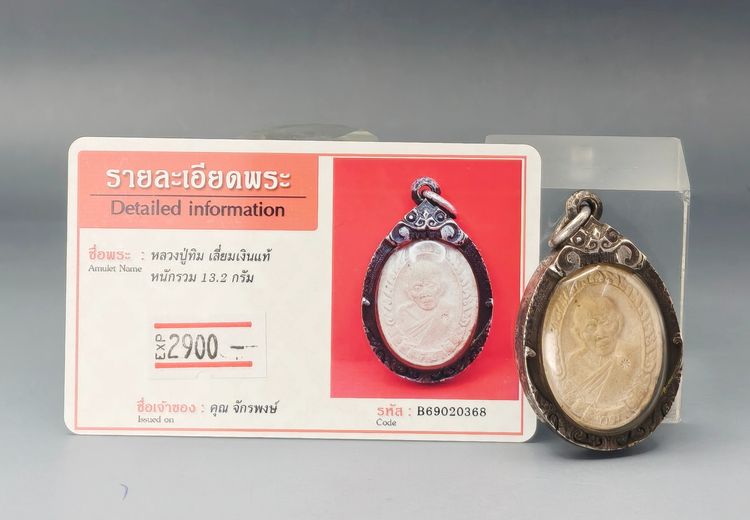 รายละเอียดพระ
Detailed information
ชื่อพระ : หลวงปู่ทิม เลี่ยมเงินแท้
Amulet Name
หนักรวม 13.2 กรัม
EXP 2900 -
ชื่อเจ้าของ : คุณ จักรพงษ์
Issued on
รหัส : B69020368
Code